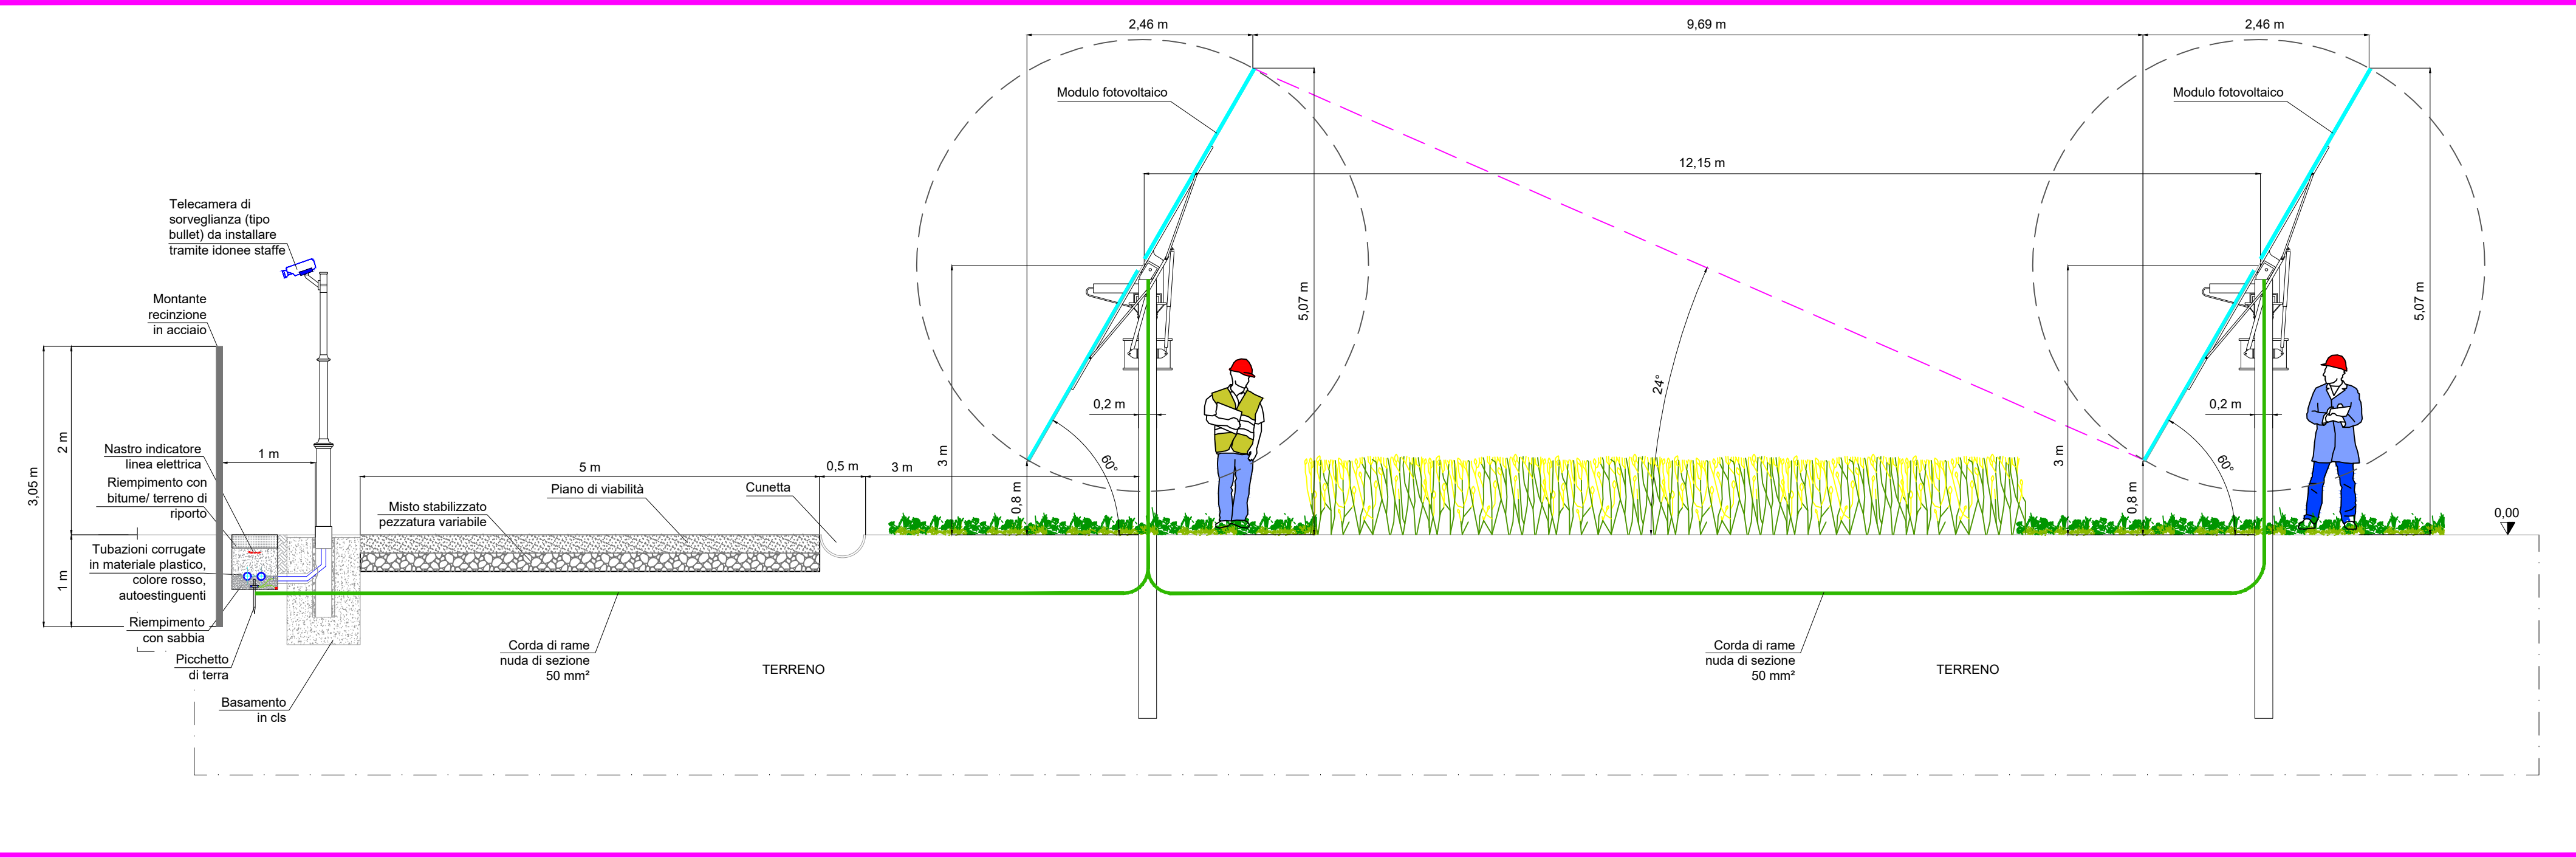 2,46 m
9,69 m
2,46 m
Modulo fotovoltaico
Modulo fotovoltaico
12,15 m
Telecamera di
sorveglianza (tipo
bullet) da installare
tramite idonee staffe
Montante
recinzione
in acciaio
5,07 m
5,07 m
24°
0,2 m
0,2 m
2 m
3,05 m
1 m
Nastro indicatore
linea elettrica
Riempimento con
bitume/ terreno di
riporto
1 m
5 m
0,5 m
3 m
3 m
60°
0,8 m
3 m
60°
0,8 m
Piano di viabilità
Cunetta
Misto stabilizzato
pezzatura variabile
0,00
Tubazioni corrugate
in materiale plastico,
colore rosso,
autoestinguenti
Riempimento
con sabbia
Picchetto
di terra
Basamento
in cls
Corda di rame
nuda di sezione
50 mm²
TERRENO
Corda di rame
nuda di sezione
50 mm²
TERRENO